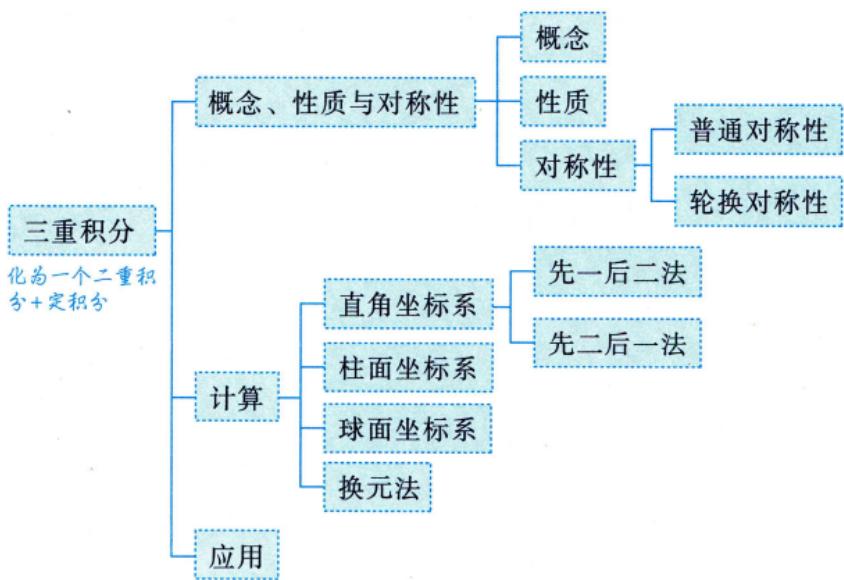 概念
概念、性质与对称性
性质
对称性
普通对称性
轮换对称性
三重积分
化为一个二重积
分+定积分
计算
直角坐标系
先一后二法
先二后一法
柱面坐标系
球面坐标系
换元法
应用